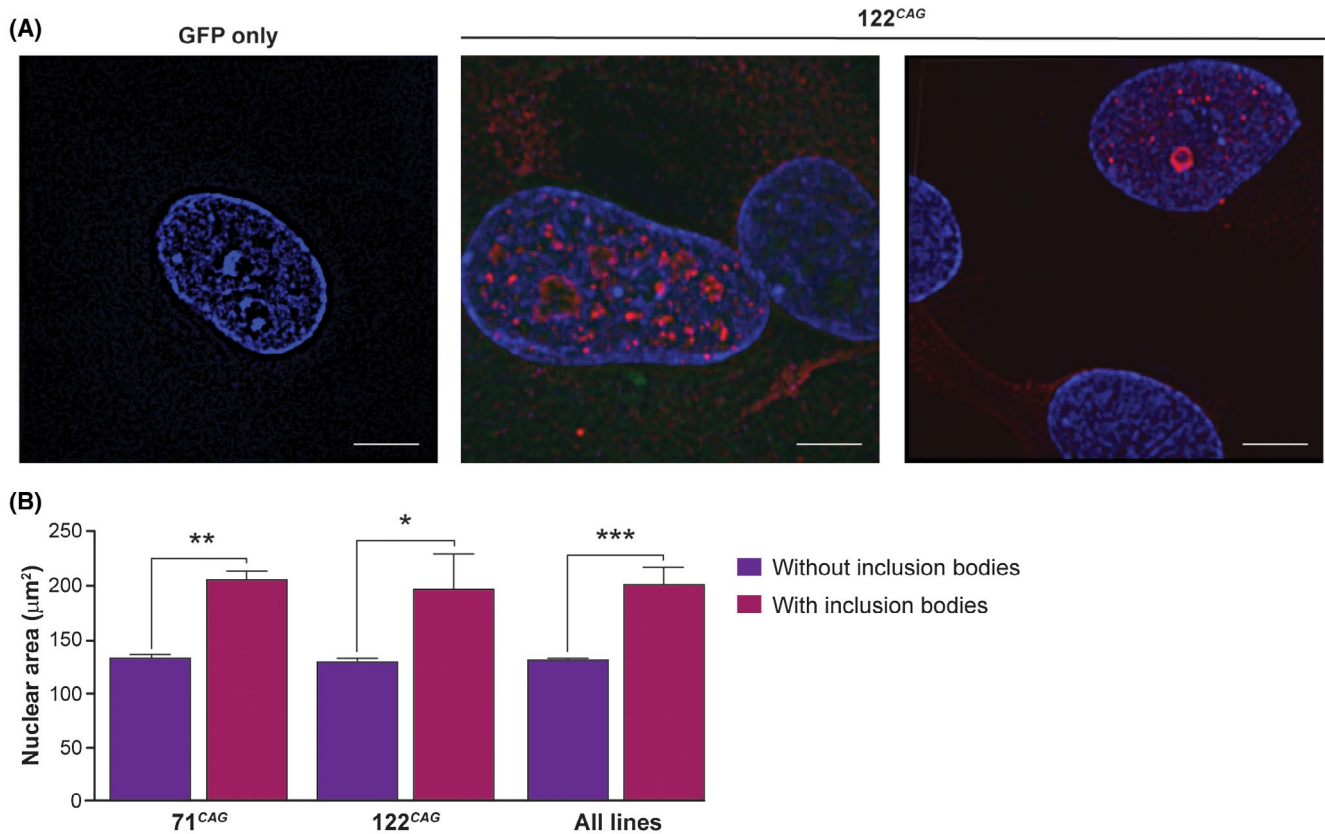 (A)
GFP only
122CAG
(B)
Nuclear area (μm²)
250
200
150
100
50
0
**
*
***
71CAG
122CAG
All lines
Without inclusion bodies
With inclusion bodies